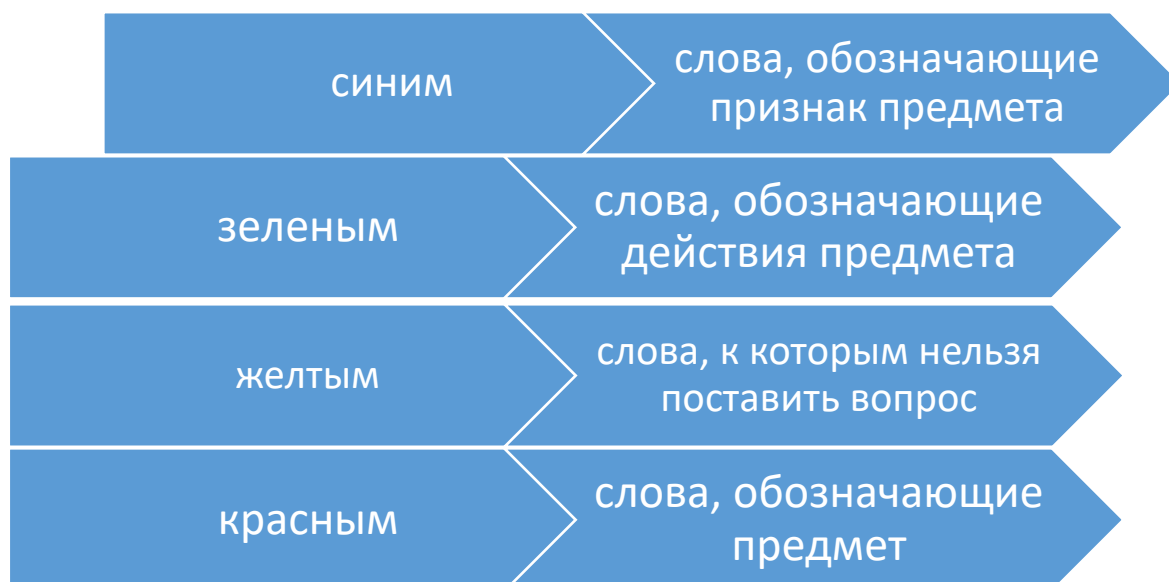 синим
слова, обозначающие
признак предмета
зеленым
слова, обозначающие
действия предмета
желтым
слова, к которым нельзя
поставить вопрос
красным
слова, обозначающие
предмет